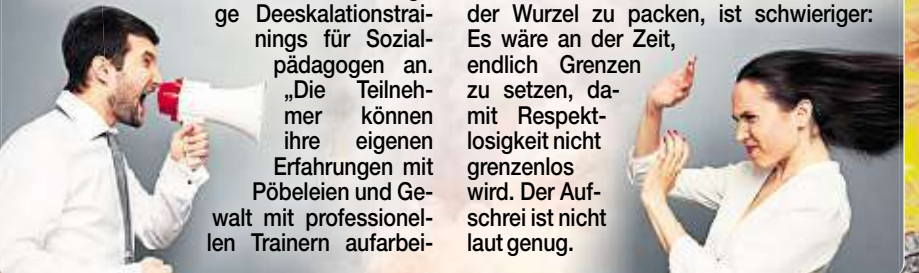 ge Deeskalationstrai-
nings für Sozial-
pädagogen an.
„Die Teilneh-
mer können
ihre eigenen
Erfahrungen mit
Pöbeleien und Ge-
walt mit professionel-
len Trainern aufarbei-
der Wurzel zu packen, ist schwieriger:
Es wäre an der Zeit,
endlich Grenzen
zu setzen, da-
mit Respekt-
losigkeit nicht
grenzenlos
wird. Der Auf-
schrei ist nicht
laut genug.